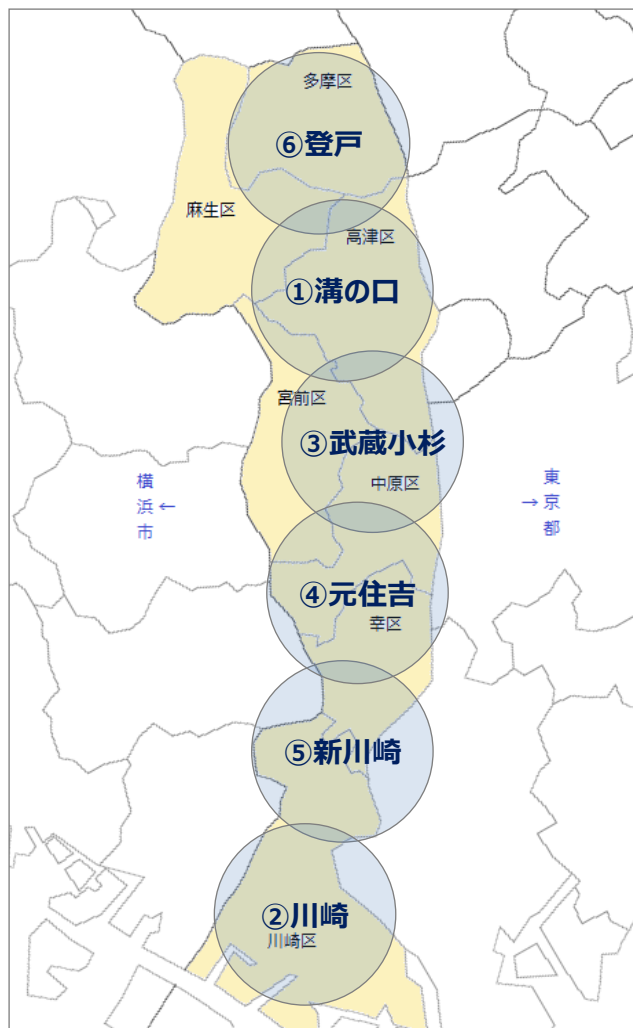 多摩区
⑥登戸
麻生区
高津区
①溝の口
宮前区
③武蔵小杉
中原区
横浜市←
→東京都
④元住吉
幸区
⑤新川崎
②川崎
川崎区